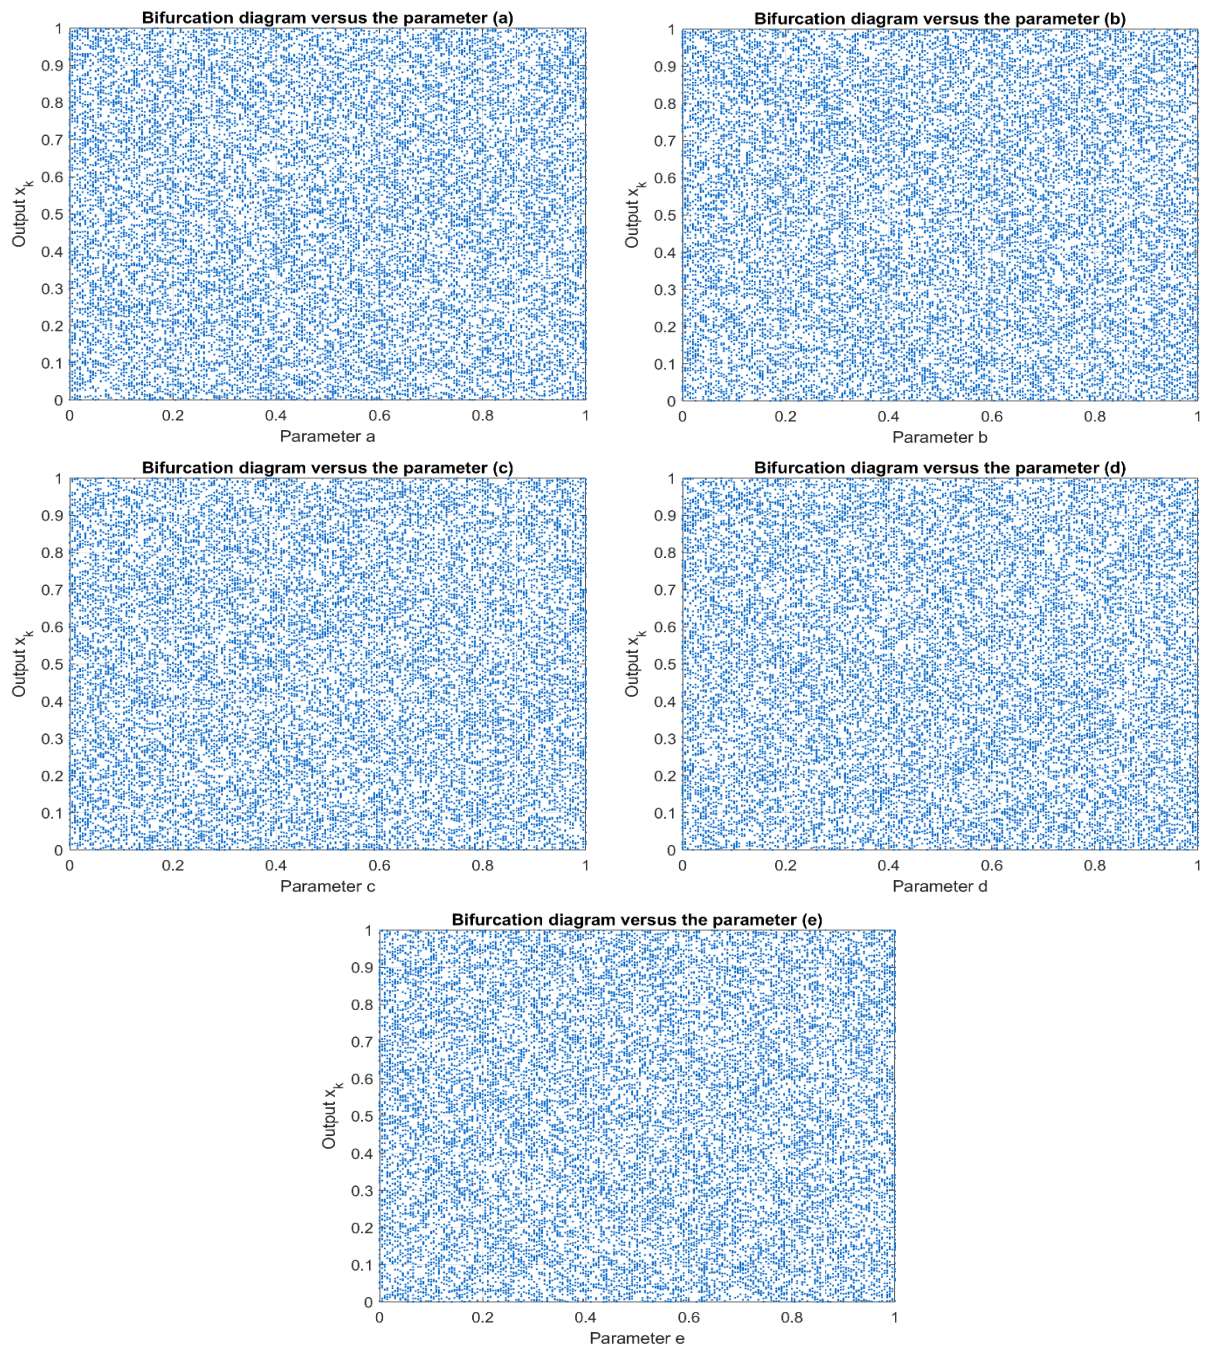 Bifurcation diagram versus the parameter (a)
1
0.9
0.8
0.7
0.6
0.5
0.4
0.3
0.2
0.1
0
Output x_k
0 0.2 0.4 0.6 0.8 1
Parameter a
Bifurcation diagram versus the parameter (b)
1
0.9
0.8
0.7
0.6
0.5
0.4
0.3
0.2
0.1
0
Output x_k
0 0.2 0.4 0.6 0.8 1
Parameter b
Bifurcation diagram versus the parameter (c)
1
0.9
0.8
0.7
0.6
0.5
0.4
0.3
0.2
0.1
0
Output x_k
0 0.2 0.4 0.6 0.8 1
Parameter c
Bifurcation diagram versus the parameter (d)
1
0.9
0.8
0.7
0.6
0.5
0.4
0.3
0.2
0.1
0
Output x_k
0 0.2 0.4 0.6 0.8 1
Parameter d
Bifurcation diagram versus the parameter (e)
1
0.9
0.8
0.7
0.6
0.5
0.4
0.3
0.2
0.1
0
Output x_k
0 0.2 0.4 0.6 0.8 1
Parameter e